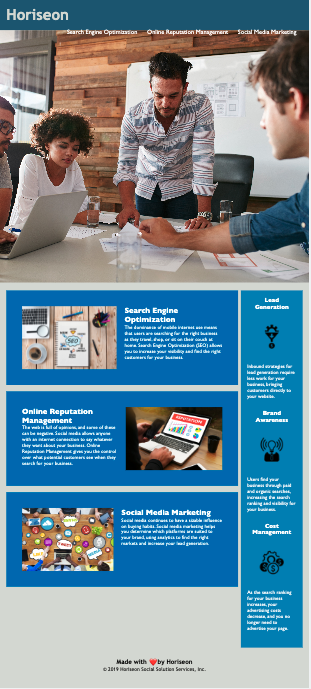 Horiseon
Search Engine Optimization Online Reputation Management Social Media Marketing
Search Engine
Optimization
The dominance of mobile internet use means
that users are searching for the right business
as they travel, shop, or sit on their couch at
home. Search Engine Optimization (SEO) allows
you to increase your visibility and find the right
customers for your business.
SEO
Online Reputation
Management
The web is full of opinions, and some of these
can be negative. Social media allows anyone
with an internet connection to say whatever
they want about your business. Online
Reputation Management gives you the control
over what potential customers see when they
search for your business.
REPUTATION
Social Media Marketing
Social media continues to have a sizable influence
on buying habits. Social media marketing helps
you determine which platforms are suited to
your brand, using analytics to find the right
markets and increase your lead generation.
Lead
Generation
Inbound strategies for
lead generation require
less work for your
business, bringing
customers directly to
your website.
Brand
Awareness
Users find your
business through paid
and organic searches,
increasing the search
ranking and visibility for
your business.
Cost
Management
As the search ranking
for your business
increases, your
advertising costs
decrease, and you no
longer need to
advertise your page.
Made with ❤️ by Horiseon
© 2019 Horiseon Social Solution Services, Inc.